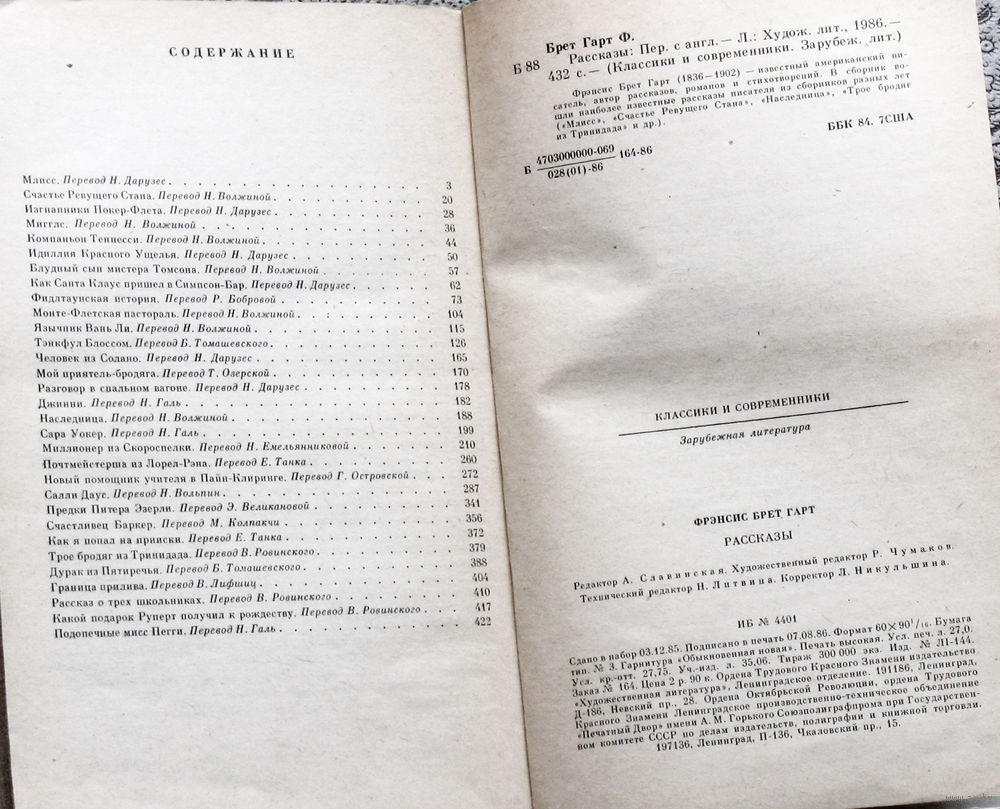 СОДЕРЖАНИЕ
Млисс. Перевод Н. Дарузес 3
Счастье Ревущего Стана. Перевод Н. Волжиной 20
Изгнанники Покер-Флета. Перевод Н. Дарузес 28
Мигглс. Перевод Н. Волжиной 36
Компаньон Теннесси. Перевод Н. Волжиной 44
Идиллия Красного Ущелья. Перевод Н. Дарузес 50
Блудный сын мистера Томсона. Перевод Н. Волжиной 57
Как Санта Клаус пришел в Симпсон-Бар. Перевод Н. Дарузес 62
Фидлтаунская история. Перевод Р. Бобровой 73
Монте-Флетская пастораль. Перевод Н. Волжиной 104
Язычник Вань Ли. Перевод Н. Волжиной 115
Тэнкфул Блоссом. Перевод Б. Томашевского 126
Человек из Солано. Перевод Н. Дарузес 165
Мой приятель-бродяга. Перевод Т. Озерской 170
Разговор в спальном вагоне. Перевод Н. Дарузес 178
Джинни. Перевод Н. Галь 182
Наследница. Перевод Н. Волжиной 188
Сара Уокер. Перевод Н. Галь 199
Миллионер из Скороспелки. Перевод Н. Емельянниковой 210
Почтмейстерша из Лорел-Рэна. Перевод Е. Танка 260
Новый помощник учителя в Пайн-Клиринге. Перевод Г. Островской 272
Салли Даус. Перевод Н. Вольпин 287
Предки Питера Эзерли. Перевод Э. Великановой 341
Счастливец Баркер. Перевод М. Колпакчи 356
Как я попал на прииски. Перевод Е. Танка 372
Трое бродяг из Тринидада. Перевод В. Ровинского 379
Дурак из Пятиречья. Перевод Б. Томашевского 388
Граница прилива. Перевод В. Лифшиц 404
Рассказ о трех школьниках. Перевод В. Ровинского 410
Какой подарок Руперт получил к рождеству. Перевод В. Ровинского 417
Подопечные мисс Пегги. Перевод Н. Галь 422
Брет Гарт Ф.
Б 88 Рассказы: Пер. с англ.— Л.: Худож. лит., 1986.—
432 с.— (Классики и современники. Зарубеж. лит.)
Фрэнсис Брет Гарт (1836—1902) — известный американский пи-
сатель, автор рассказов, романов и стихотворений. В сборник во-
шли наиболее известные рассказы писателя из сборников разных лет
(«Млисс», «Счастье Ревущего Стана», «Наследница», «Трое бродяг
из Тринидада» и др.).
Б 4703000000-069 164-86
028(01)-86
ББК 84. 7США
КЛАССИКИ И СОВРЕМЕННИКИ
Зарубежная литература
ФРЭНСИС БРЕТ ГАРТ
РАССКАЗЫ
Редактор А. Славинская. Художественный редактор Р. Чумаков.
Технический редактор Н. Литвина. Корректор Л. Никульшина.
ИБ № 4401
Сдано в набор 03.12.85. Подписано в печать 07.08.86. Формат 60×90¹/₁₆. Бумага
тип. № 3. Гарнитура «Обыкновенная новая». Печать высокая. Усл. печ. л. 27,0.
Усл. кр.-отт. 27,75. Уч.-изд. л. 35,06. Тираж 300 000 экз. Изд. № Л1-144.
Заказ № 164. Цена 2 р. 90 к. Ордена Трудового Красного Знамени издательство
«Художественная литература», Ленинградское отделение. 191186, Ленинград,
Д-186, Невский пр., 28. Ордена Октябрьской Революции, ордена Трудового
Красного Знамени Ленинградское производственно-техническое объединение
«Печатный Двор» имени А. М. Горького Союзполиграфпрома при Государствен-
ном комитете СССР по делам издательств, полиграфии и книжной торговли.
197136, Ленинград, П-136, Чкаловский пр., 15.